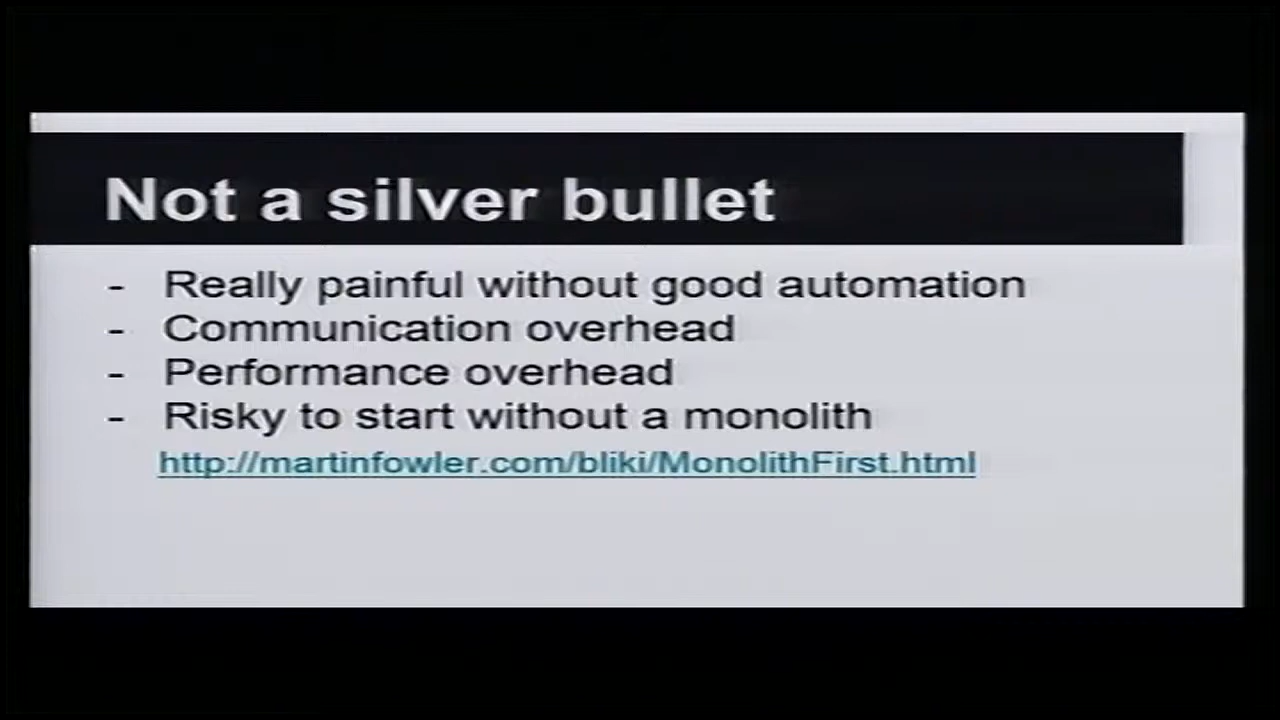 Not a silver bullet
- Really painful without good automation
- Communication overhead
- Performance overhead
- Risky to start without a monolith
http://martinfowler.com/bliki/MonolithFirst.html